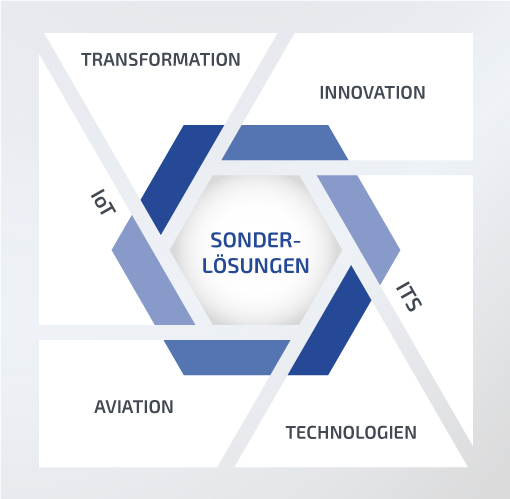 TRANSFORMATION
INNOVATION
IoT
SONDER-
LÖSUNGEN
ITS
AVIATION
TECHNOLOGIEN